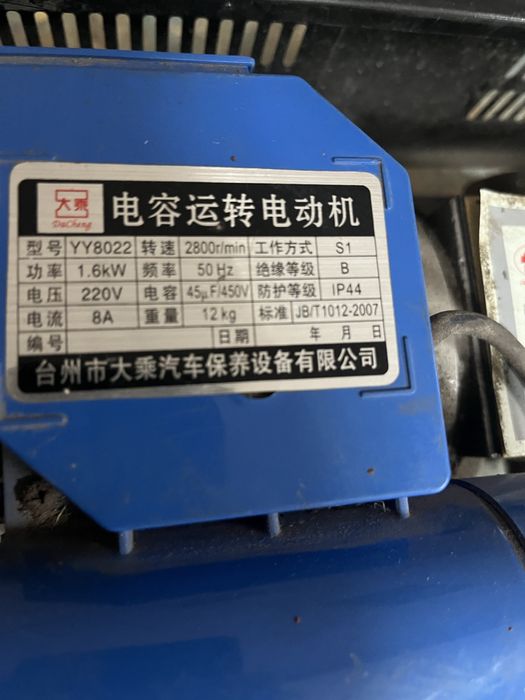 大乘
DaCheng
电容运转电动机
型号 YY8022 转速 2800r/min 工作方式 S1
功率 1.6kW 频率 50Hz 绝缘等级 B
电压 220V 电容 45μF/450V 防护等级 IP44
电流 8A 重量 12kg 标准 JB/T1012-2007
编号 日期 年 月 日
台州市大乘汽车保养设备有限公司